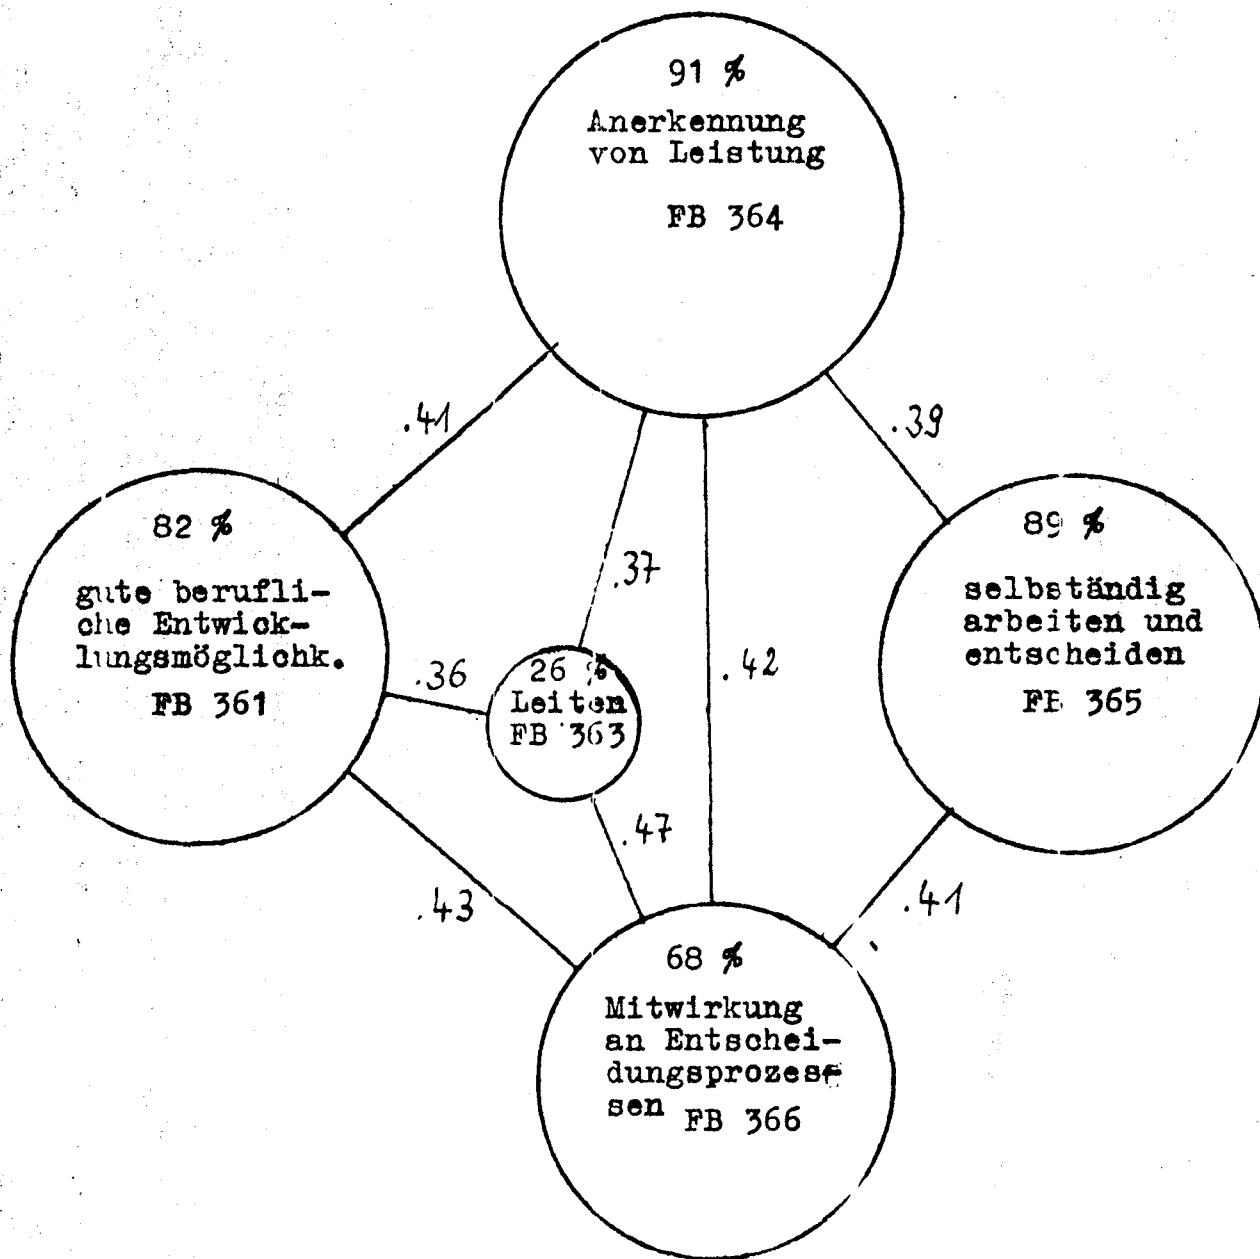 91 %
Anerkennung
von Leistung
FB 364
.41
.39
82 %
gute berufli-
che Entwick-
lungsmöglichk.
FB 361
.37
.36
26 %
Leiten
FB 363
.42
89 %
selbständig
arbeiten und
entscheiden
FB 365
.47
.43
.41
68 %
Mitwirkung
an Entschei-
dungsprozes-
sen FB 366